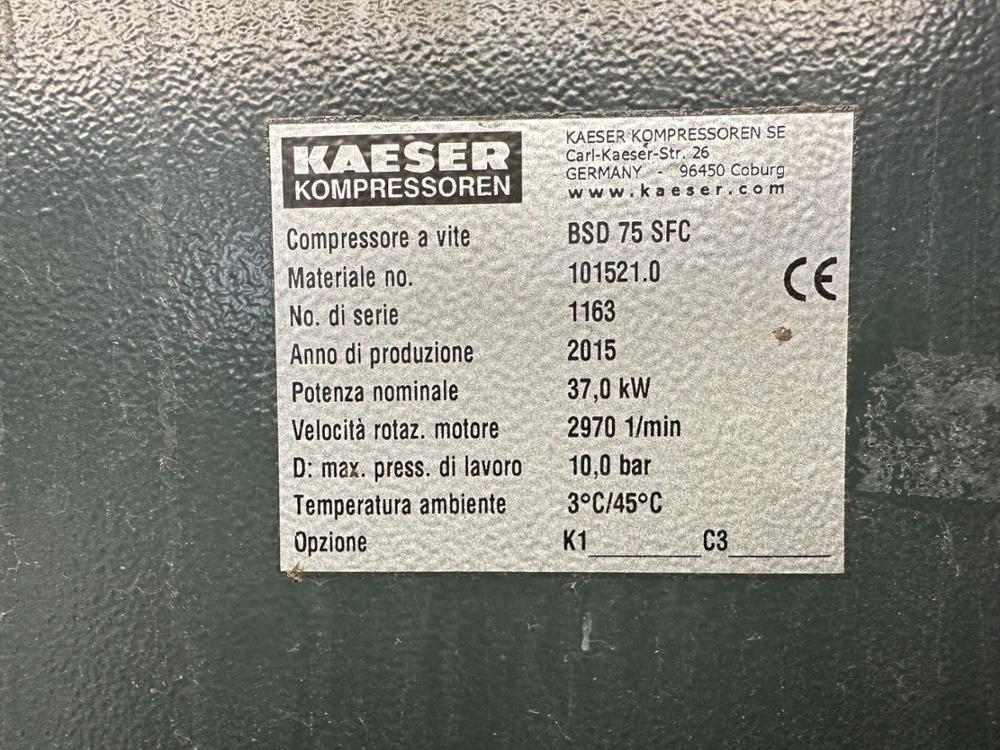 KAESER
KOMPRESSOREN
KAESER KOMPRESSOREN SE
Carl-Kaeser-Str. 26
GERMANY - 96450 Coburg
www.kaeser.com
Compressore a vite BSD 75 SFC
Materiale no. 101521.0
CE
No. di serie 1163
Anno di produzione 2015
Potenza nominale 37,0 kW
Velocità rotaz. motore 2970 1/min
D: max. press. di lavoro 10,0 bar
Temperatura ambiente 3°C/45°C
Opzione K1________ C3________